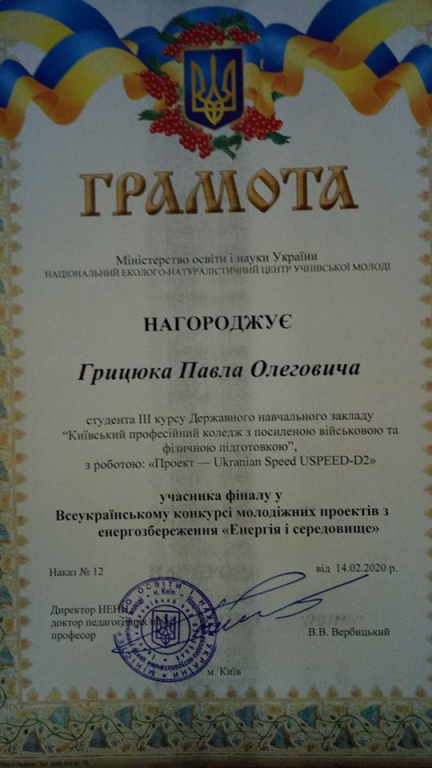 ГРАМОТА
Міністерство освіти і науки України
НАЦІОНАЛЬНИЙ ЕКОЛОГО-НАТУРАЛІСТИЧНИЙ ЦЕНТР УЧНІВСЬКОЇ МОЛОДІ
НАГОРОДЖУЄ
Грицюка Павла Олеговича
студента III курсу Державного навчального закладу
“Київський професійний коледж з посиленою військовою та
фізичною підготовкою”,
з роботою: «Проект — Ukranian Speed USPEED-D2»
учасника фіналу у
Всеукраїнському конкурсі молодіжних проектів з
енергозбереження «Енергія і середовище»
Наказ № 12
від 14.02.2020 р.
Директор НЕНЦ,
доктор педагогічних
професор
В.В. Вербицький
м. Київ